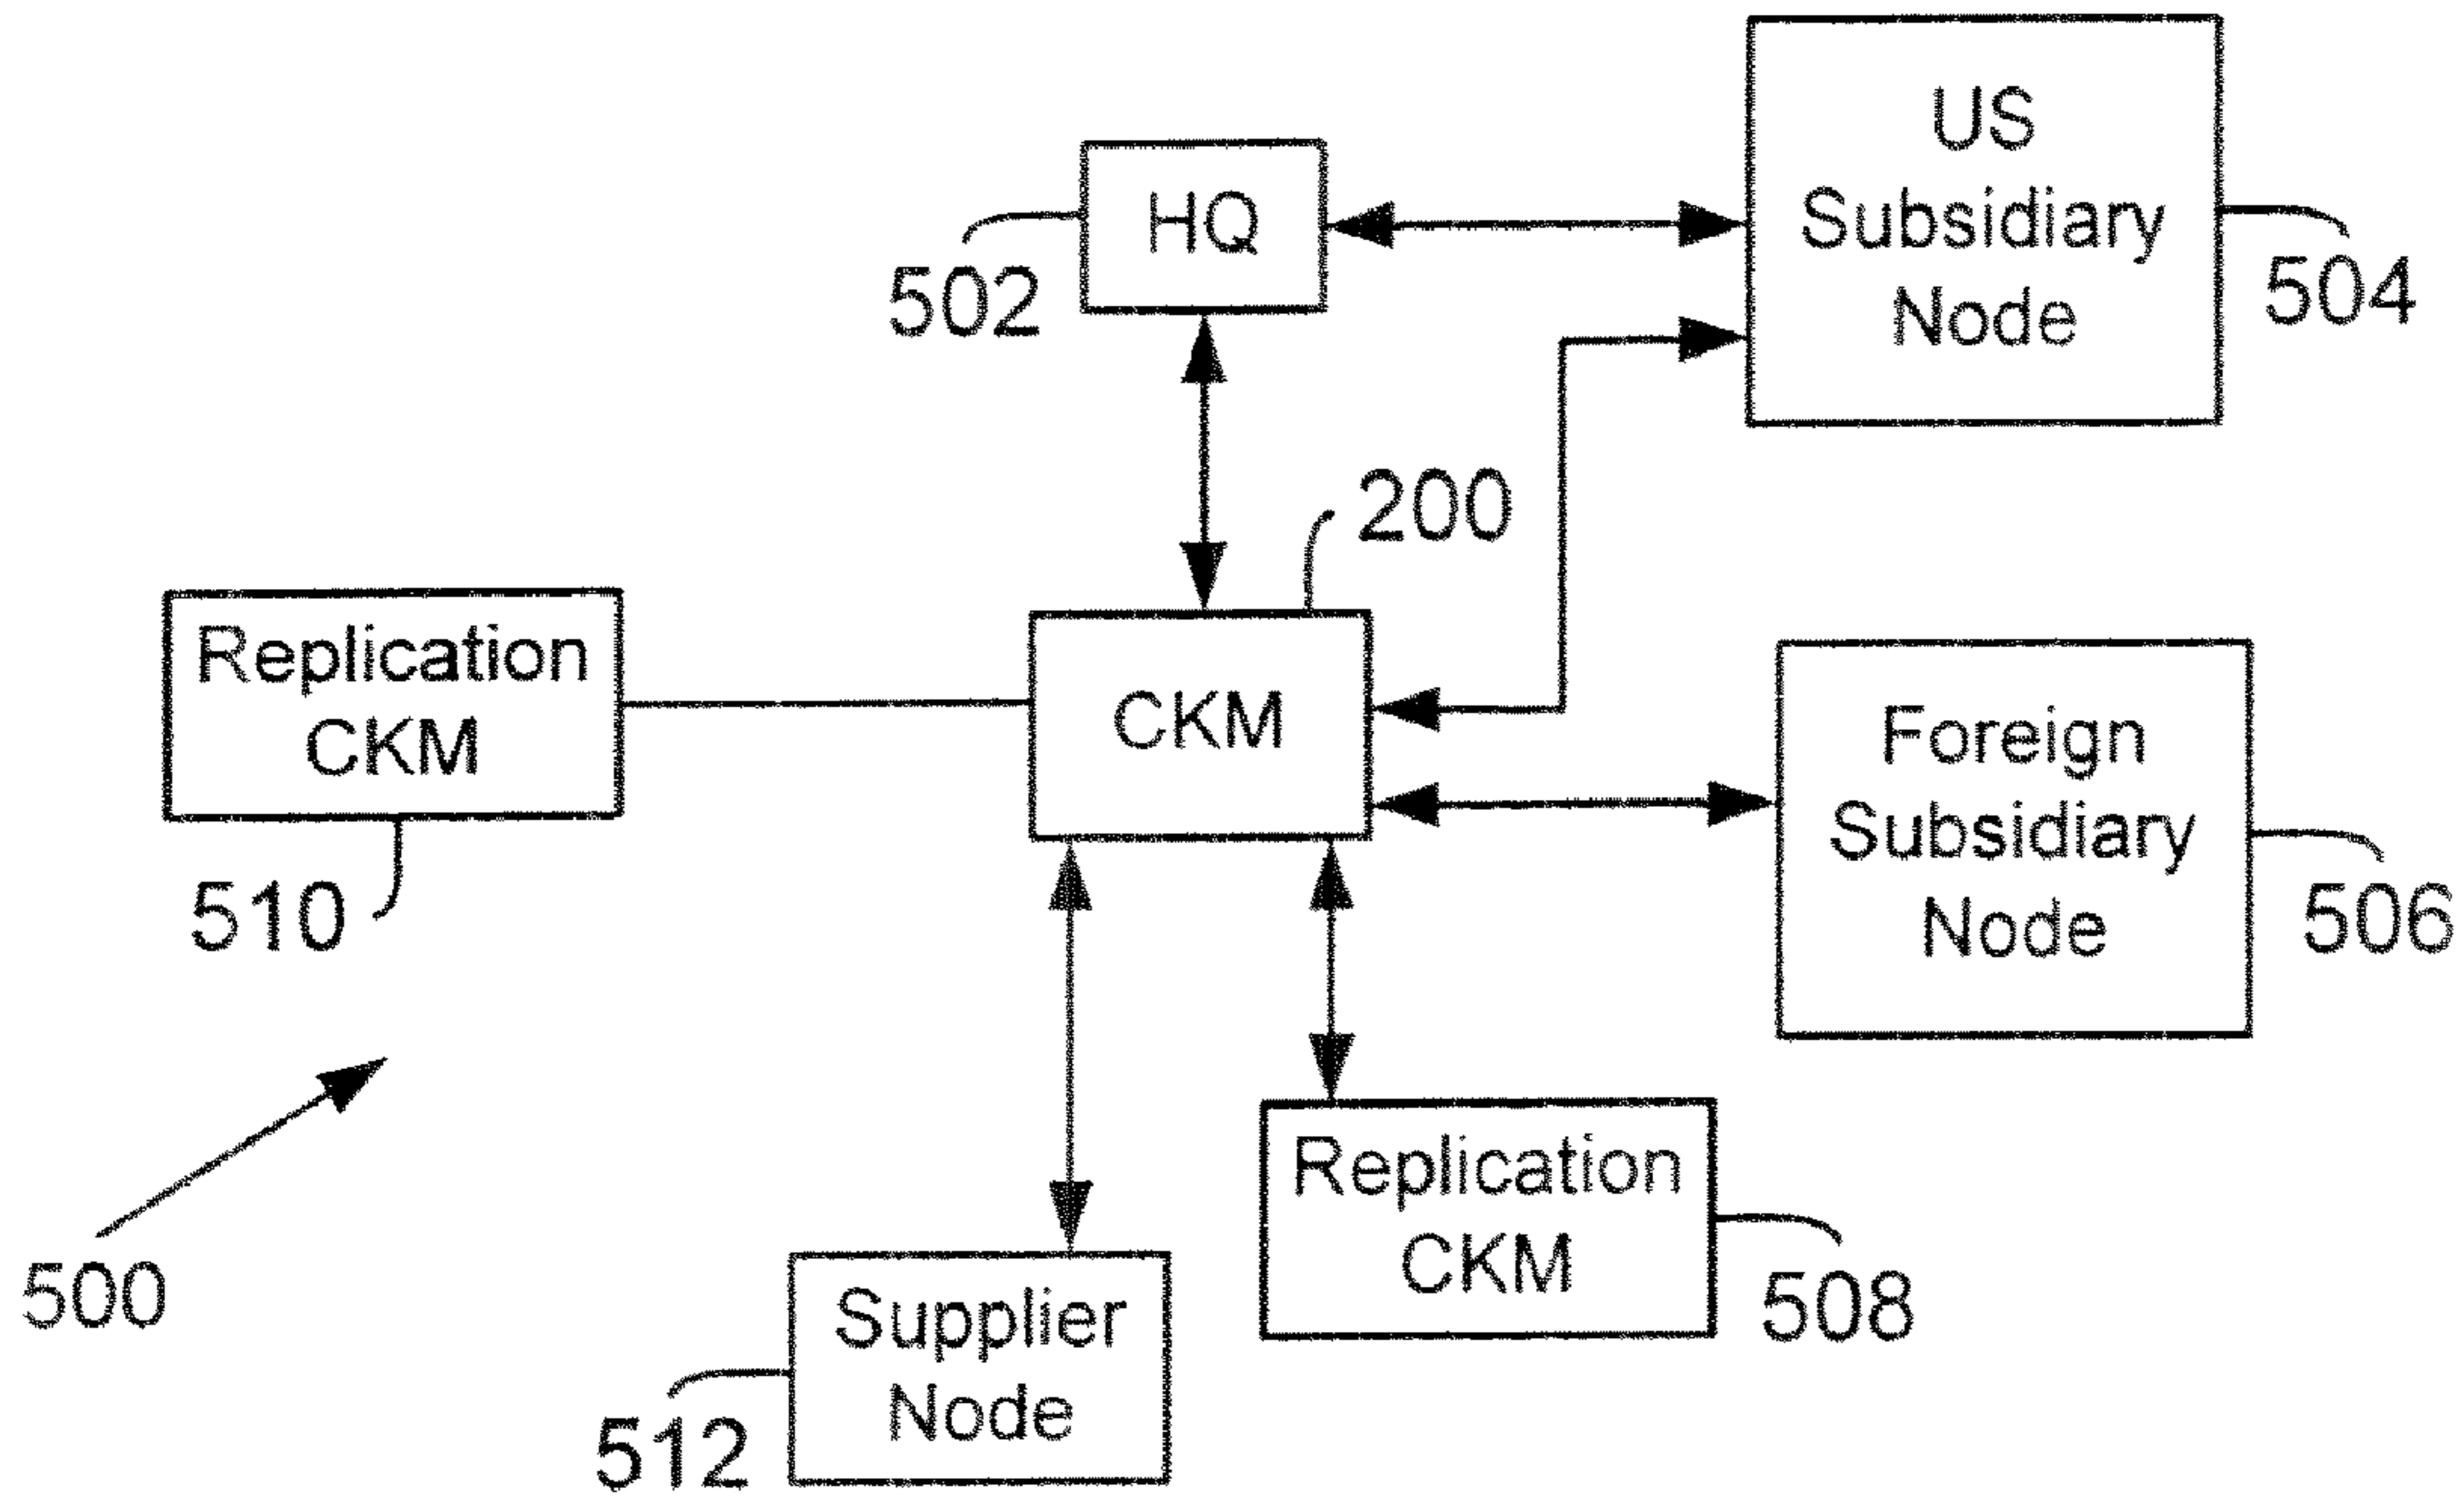 US
Subsidiary
Node
504
HQ
502
200
Replication
CKM
510
CKM
Foreign
Subsidiary
Node
506
500
Replication
CKM
508
Supplier
Node
512